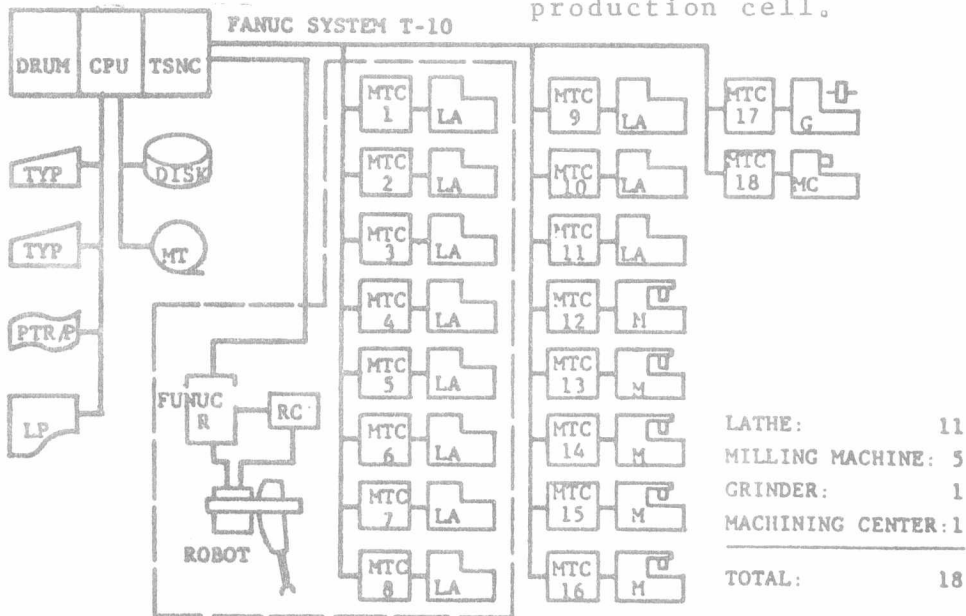 production cell.
FANUC SYSTEM T-10
DRUM CPU TSNC
TYP
DISK
TYP
MT
PTR/P
LP
FUNUC
R
RC
ROBOT
MTC
1
LA
MTC
2
LA
MTC
3
LA
MTC
4
LA
MTC
5
LA
MTC
6
LA
MTC
7
LA
MTC
8
LA
MTC
9
LA
MTC
10
LA
MTC
11
LA
MTC
12
M
MTC
13
M
MTC
14
M
MTC
15
M
MTC
16
M
MTC
17
G
MTC
18
MC
LATHE: 11
MILLING MACHINE: 5
GRINDER: 1
MACHINING CENTER:1
TOTAL: 18